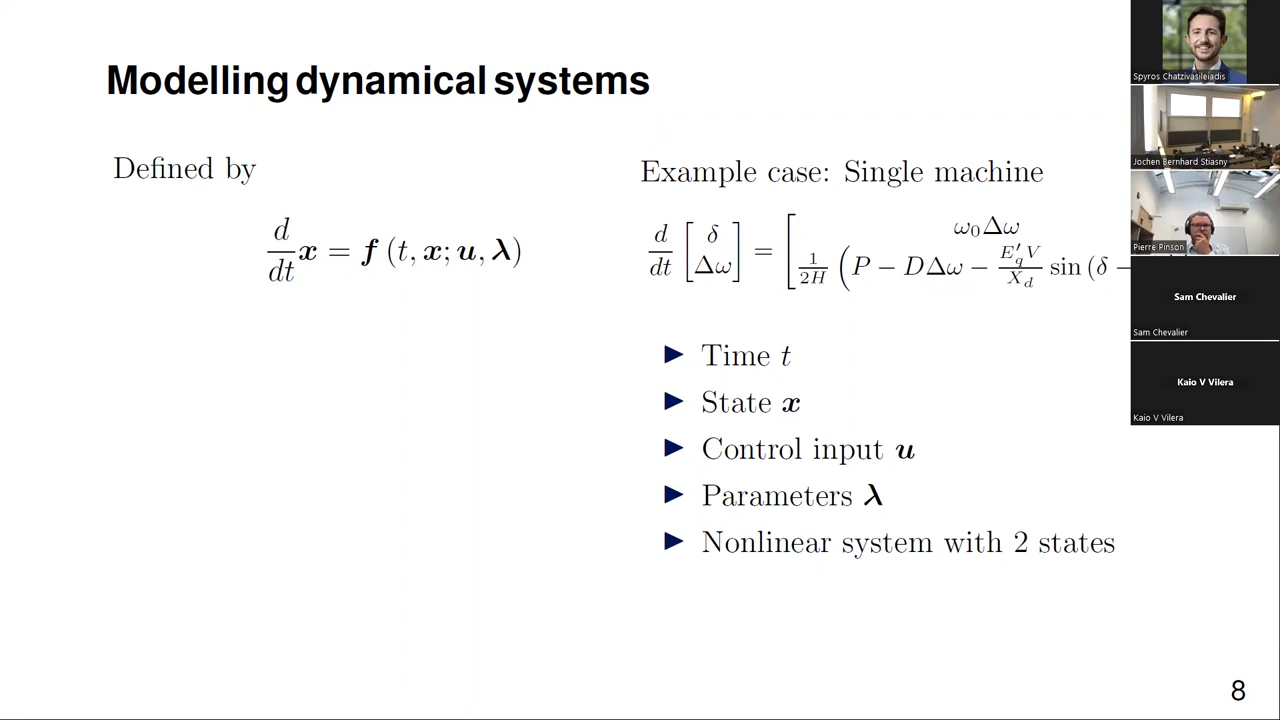 Modelling dynamical systems
Defined by
d/dt x = f (t, x; u, λ)
Example case: Single machine
d/dt [δ Δω] = [ω₀Δω
1/2H (P − DΔω − E′qV/Xd sin (δ −
▶ Time t
▶ State x
▶ Control input u
▶ Parameters λ
▶ Nonlinear system with 2 states
8
Spyros Chatzivasileiadis
Jochen Bernhard Stiasny
Pierre Pinson
Sam Chevalier
Sam Chevalier
Kaio V Vilera
Kaio V Vilera